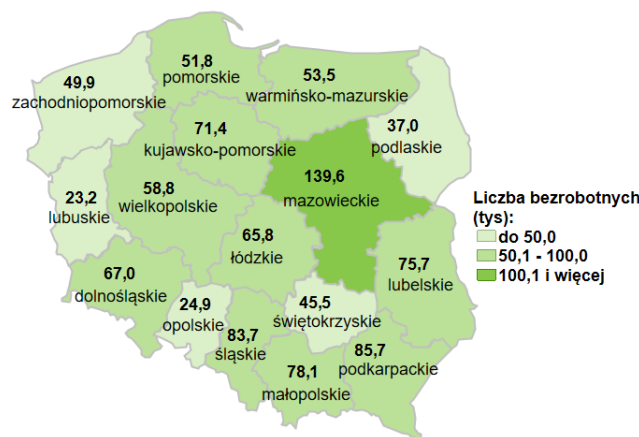 51,8
pomorskie
53,5
warmińsko-mazurskie
49,9
zachodniopomorskie
37,0
podlaskie
71,4
kujawsko-pomorskie
139,6
mazowieckie
23,2
lubuskie
58,8
wielkopolskie
Liczba bezrobotnych
(tys):
do 50,0
50,1 - 100,0
100,1 i więcej
65,8
łódzkie
75,7
lubelskie
67,0
dolnośląskie
24,9
opolskie
45,5
świętokrzyskie
83,7
śląskie
85,7
podkarpackie
78,1
małopolskie